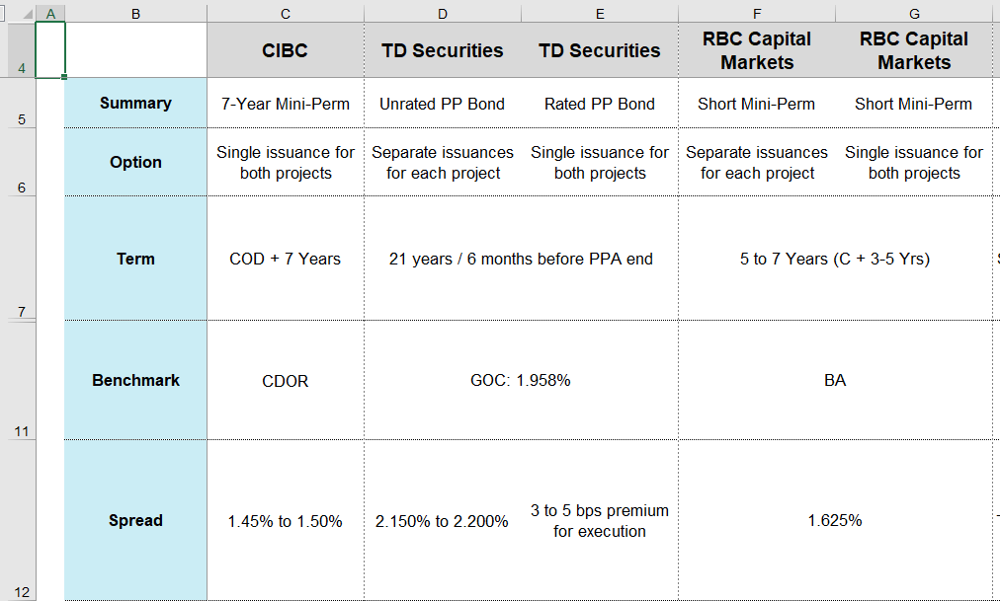 A B C D E F G
4 CIBC TD Securities TD Securities RBC Capital Markets RBC Capital Markets
5 Summary 7-Year Mini-Perm Unrated PP Bond Rated PP Bond Short Mini-Perm Short Mini-Perm
6 Option Single issuance for both projects Separate issuances for each project Single issuance for both projects Separate issuances for each project Single issuance for both projects
7 Term COD + 7 Years 21 years / 6 months before PPA end 5 to 7 Years (C + 3-5 Yrs)
11 Benchmark CDOR GOC: 1.958% BA
12 Spread 1.45% to 1.50% 2.150% to 2.200% 3 to 5 bps premium for execution 1.625%